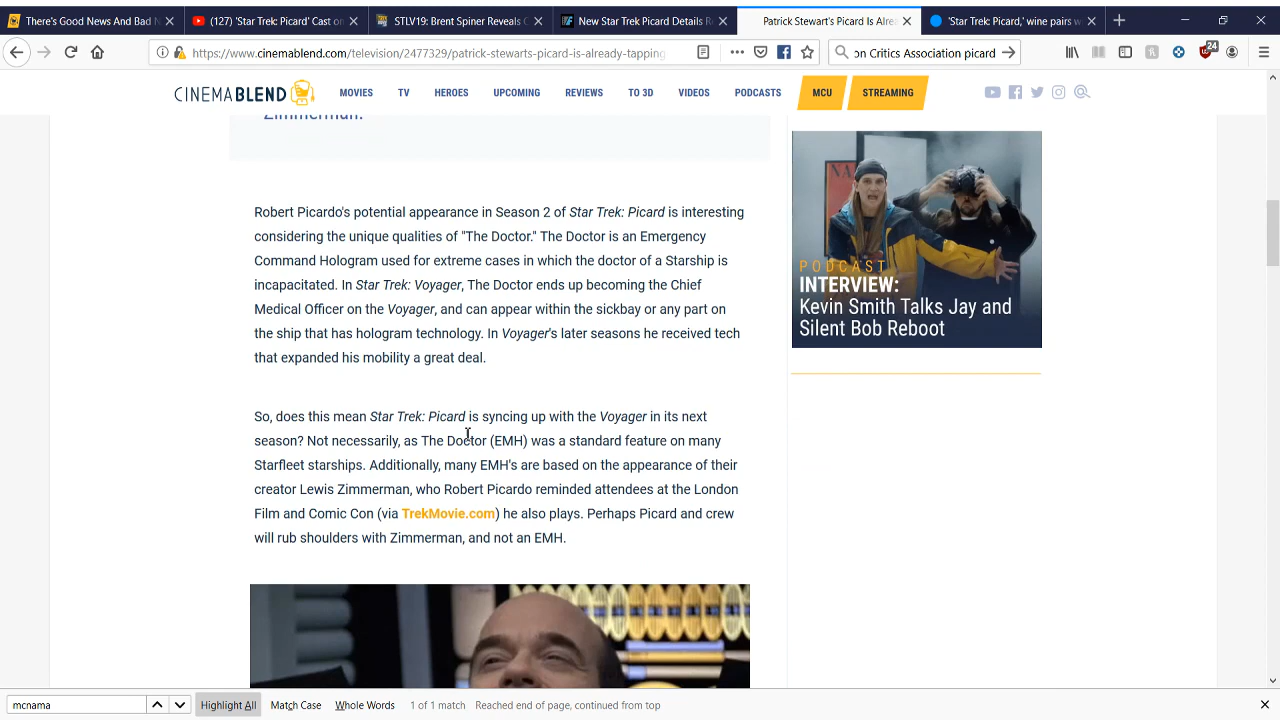 There's Good News And Bad N
(127) 'Star Trek: Picard' Cast on
STLV19: Brent Spiner Reveals C
New Star Trek Picard Details R
Patrick Stewart's Picard Is Alre
'Star Trek: Picard,' wine pairs w
https://www.cinemablend.com/television/2477329/patrick-stewarts-picard-is-already-tapping
on Critics Association picard
24
CINEMABLEND
MOVIES TV HEROES UPCOMING REVIEWS TO 3D VIDEOS PODCASTS MCU STREAMING
Zimmerman.
Robert Picardo's potential appearance in Season 2 of Star Trek: Picard is interesting
considering the unique qualities of "The Doctor." The Doctor is an Emergency
Command Hologram used for extreme cases in which the doctor of a Starship is
incapacitated. In Star Trek: Voyager, The Doctor ends up becoming the Chief
Medical Officer on the Voyager, and can appear within the sickbay or any part on
the ship that has hologram technology. In Voyager's later seasons he received tech
that expanded his mobility a great deal.
So, does this mean Star Trek: Picard is syncing up with the Voyager in its next
season? Not necessarily, as The Doctor (EMH) was a standard feature on many
Starfleet starships. Additionally, many EMH's are based on the appearance of their
creator Lewis Zimmerman, who Robert Picardo reminded attendees at the London
Film and Comic Con (via TrekMovie.com) he also plays. Perhaps Picard and crew
will rub shoulders with Zimmerman, and not an EMH.
PODCAST
INTERVIEW:
Kevin Smith Talks Jay and
Silent Bob Reboot
mcnama
Highlight All Match Case Whole Words 1 of 1 match Reached end of page, continued from top